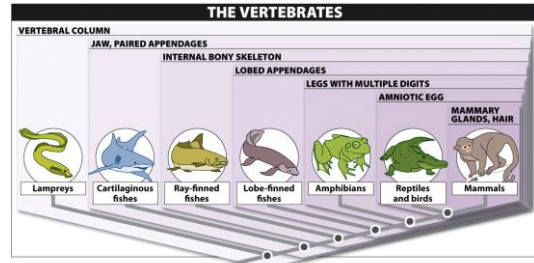 THE VERTEBRATES
VERTEBRAL COLUMN
JAW, PAIRED APPENDAGES
INTERNAL BONY SKELETON
LOBED APPENDAGES
LEGS WITH MULTIPLE DIGITS
AMNIOTIC EGG
MAMMARY
GLANDS, HAIR
Lampreys
Cartilaginous
fishes
Ray-finned
fishes
Lobe-finned
fishes
Amphibians
Reptiles
and birds
Mammals